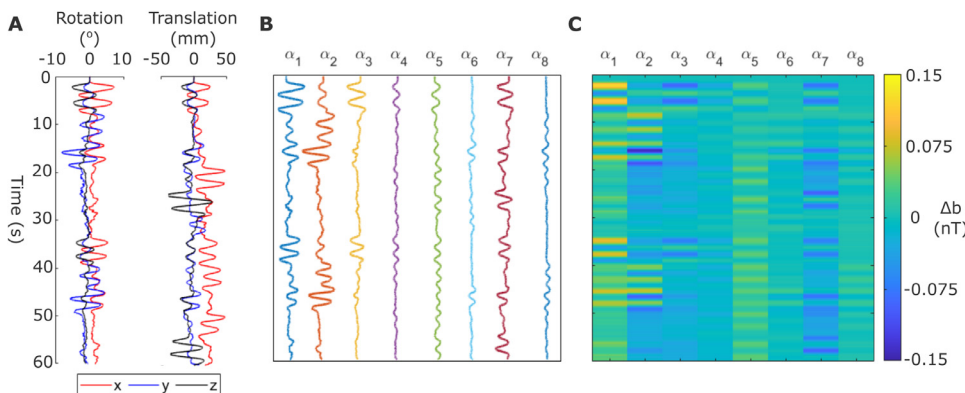 A
Rotation
(°)
-10 0 10
Translation
(mm)
-50 0 50
0
10
20
30
40
50
60
Time (s)
x y z
B
α1 α2 α3 α4 α5 α6 α7 α8
C
α1 α2 α3 α4 α5 α6 α7 α8
0.15
0.075
0
-0.075
-0.15
Δb
(nT)